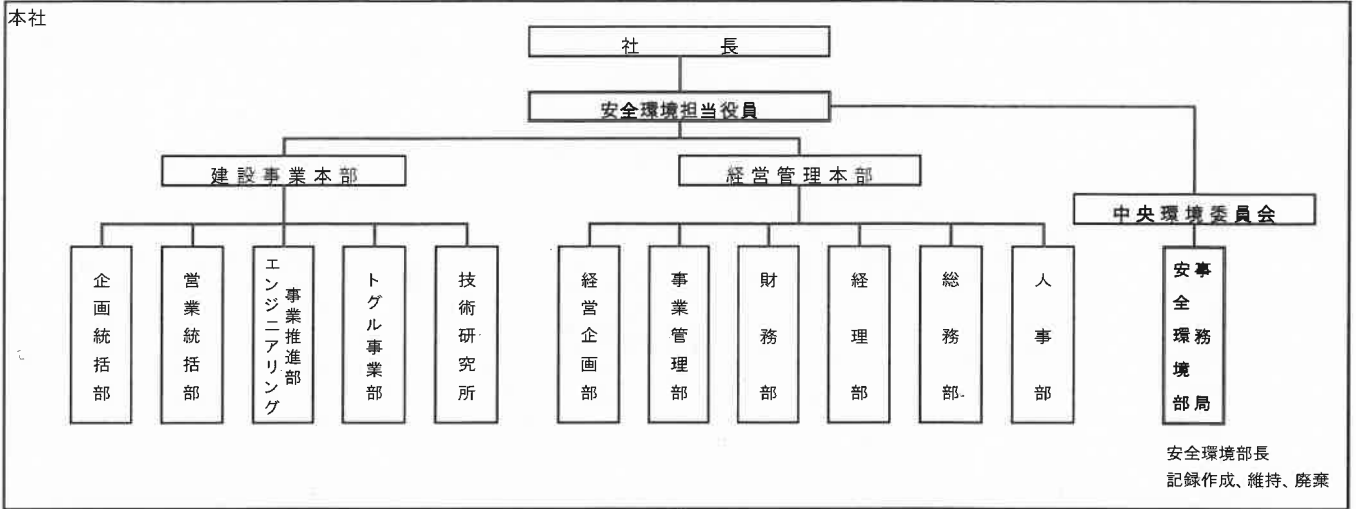 本社
社長
安全環境担当役員
建設事業本部
経営管理本部
中央環境委員会
企画統括部
営業統括部
エンジニアリング
事業推進部
トグル事業部
技術研究所
経営企画部
事業管理部
財務部
経理部
総務部
人事部
事務局
安全環境部
安全環境部長
記録作成、維持、廃棄